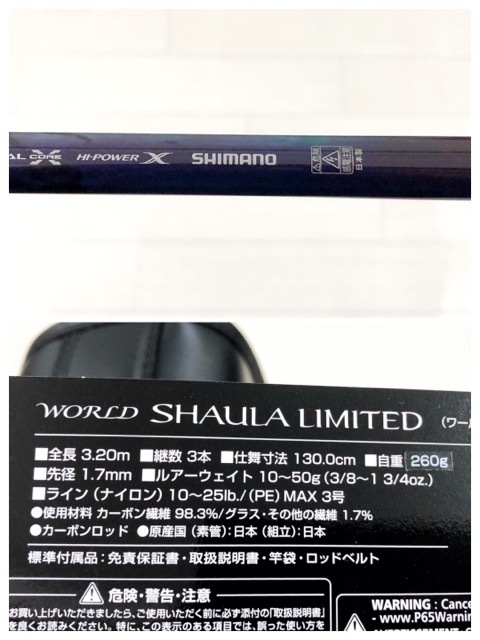 AL CORE X HI-POWER X SHIMANO 日本製
WORLD SHAULA LIMITED (ワール
■全長 3.20m ■継数 3本 ■仕舞寸法 130.0cm ■自重 260g
■先径 1.7mm ■ルアーウェイト 10〜50g (3/8〜1 3/4oz.)
■ライン (ナイロン) 10〜25lb./(PE) MAX 3号
●使用材料 カーボン繊維 98.3%/グラス・その他の繊維 1.7%
●カーボンロッド ●原産国 (素管):日本 (組立):日本
標準付属品:免責保証書・取扱説明書・竿袋・ロッドベルト
危険・警告・注意
お買い上げいただきましたら、ご使用いただく前に必ず添付の「取扱説明書」
を良くお読みください。特に、この表示のある項目では、誤った使い方を
WARNING: Cance
- www.P65Warnin